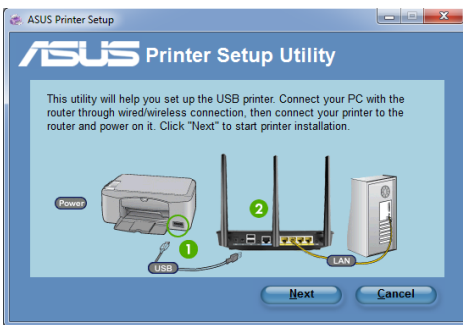 ASUS Printer Setup
ASUS Printer Setup Utility
This utility will help you set up the USB printer. Connect your PC with the
router through wired/wireless connection, then connect your printer to the
router and power on it. Click "Next" to start printer installation.
Power
2
1
USB
LAN
Next
Cancel